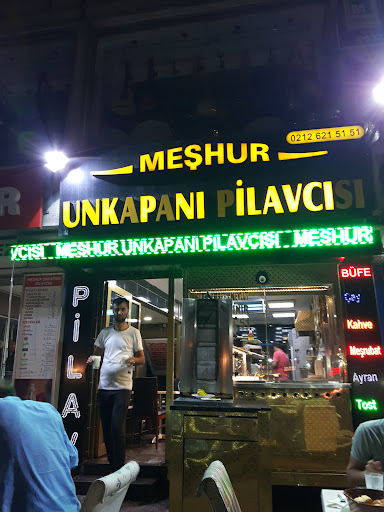 0212 621 51 51
MEŞHUR
UNKAPANI PİLAVCISI
VCISI . MEŞHUR UNKAPANI PİLAVCISI . MEŞHUR
BÜFE
Çay
Kahve
Meşrubat
Ayran
Tost
PİLAV